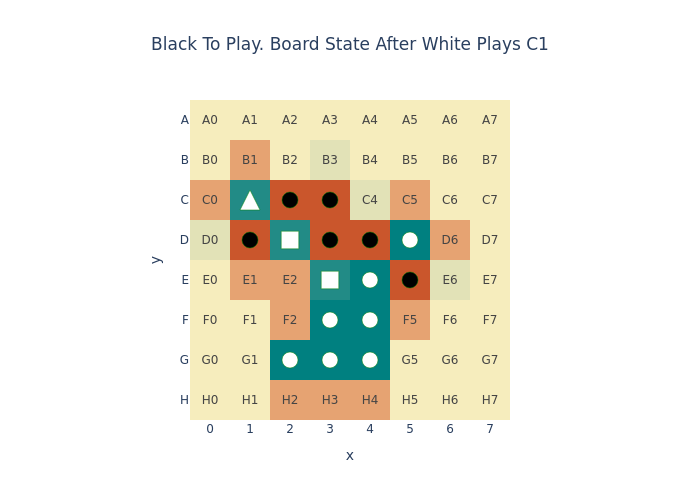 Black To Play. Board State After White Plays C1
A A0 A1 A2 A3 A4 A5 A6 A7
B B0 B1 B2 B3 B4 B5 B6 B7
C C0 C4 C5 C6 C7
D D0 D6 D7
E E0 E1 E2 E6 E7
F F0 F1 F2 F5 F6 F7
G G0 G1 G5 G6 G7
H H0 H1 H2 H3 H4 H5 H6 H7
0 1 2 3 4 5 6 7
x
y